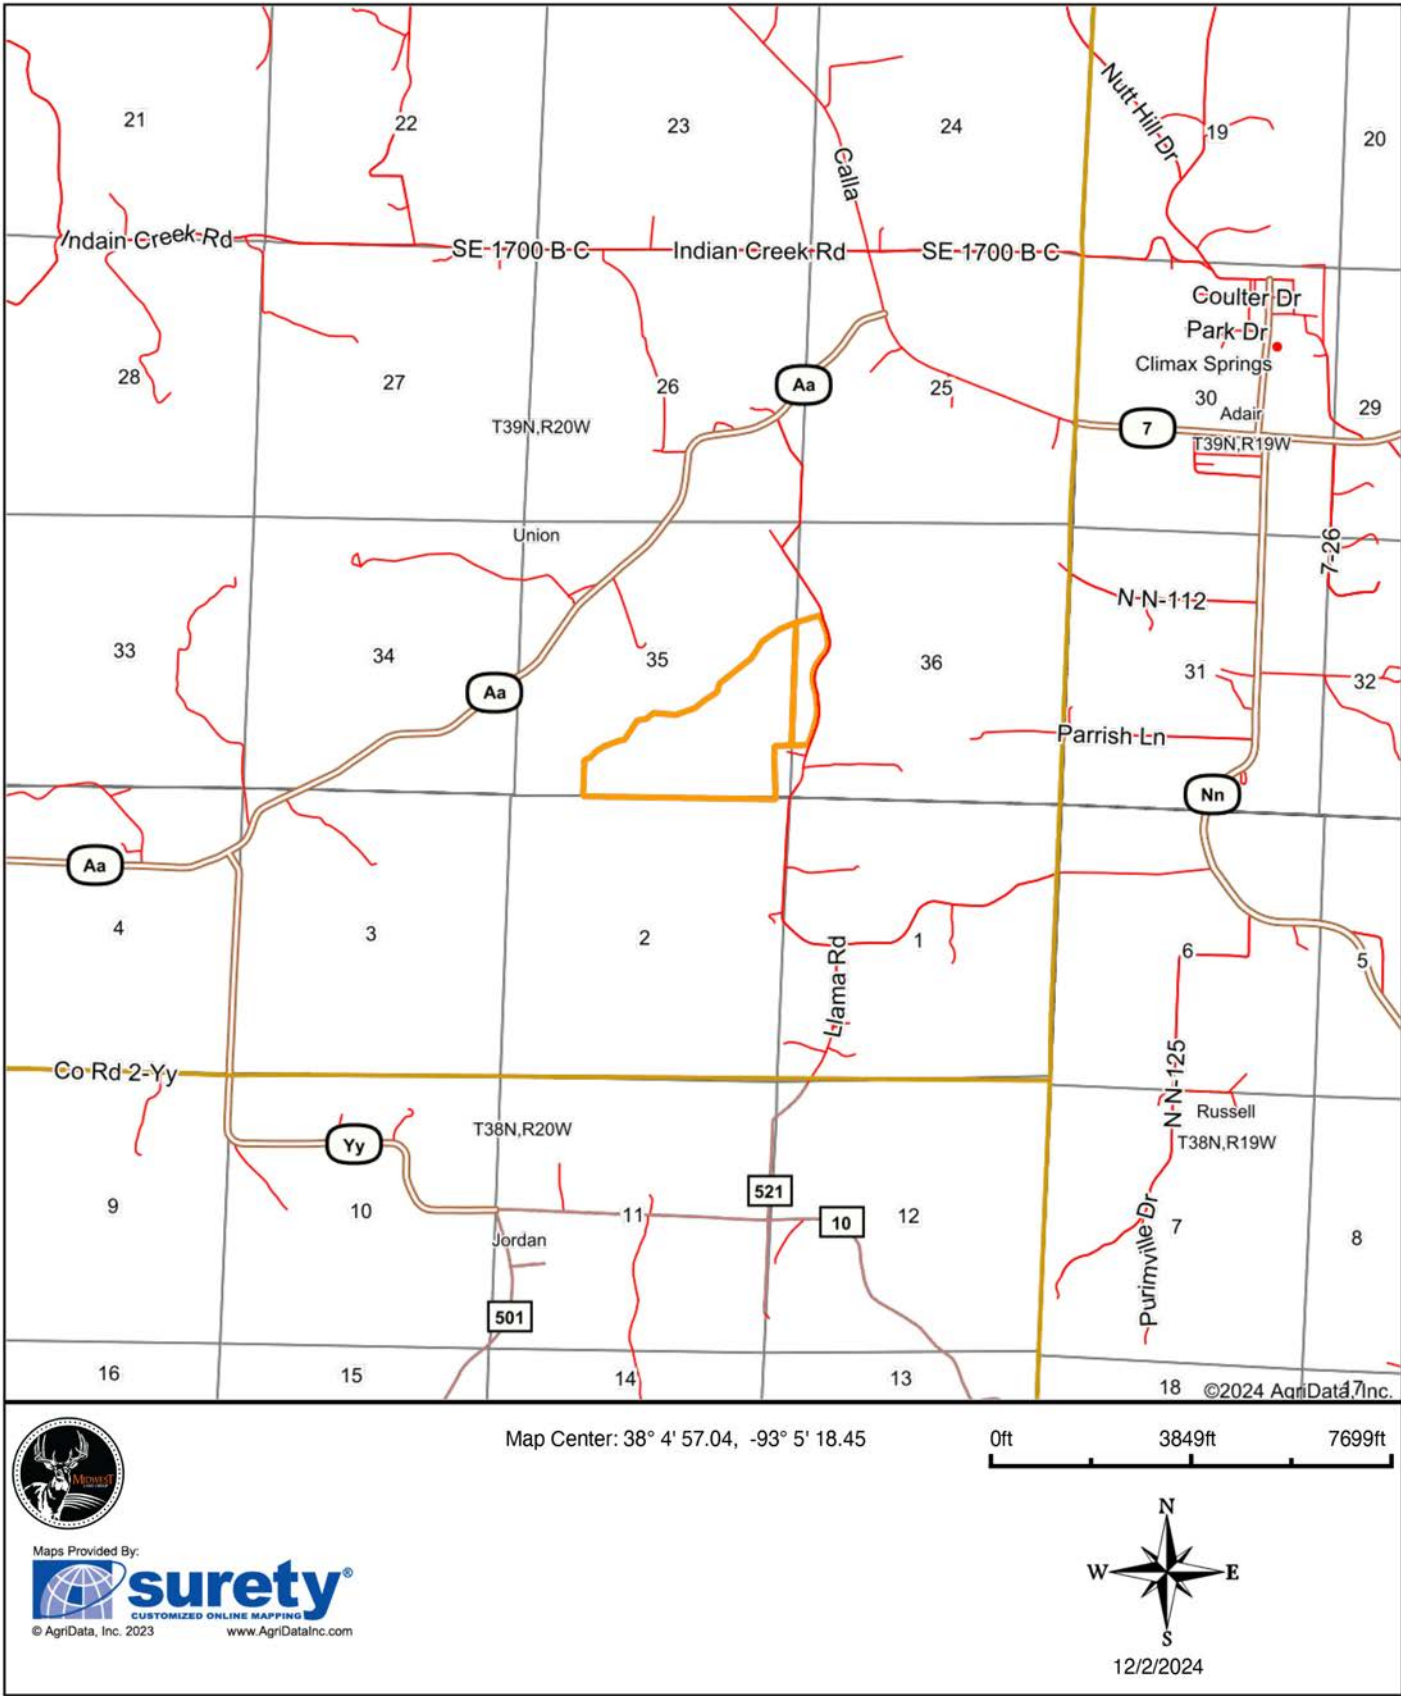 21
22
23
24
Nutt Hill Dr
19
20
Calla
Indain Creek Rd
SE 1700 B C
Indian Creek Rd
SE 1700 B C
Coulter Dr
Park Dr
Climax Springs
28
27
26
Aa
25
30
Adair
29
T39N,R20W
7
T39N,R19W
Union
7-26
N N-112
33
34
35
36
31
32
Aa
Parrish Ln
Nn
Aa
4
3
2
1
6
5
Llama Rd
Co Rd 2-Yy
N N-125
Russell
T38N,R20W
T38N,R19W
Yy
9
10
11
521
10
12
Purimville Dr
7
8
Jordan
501
16
15
14
13
18
17
©2024 AgriData, Inc.
Map Center: 38° 4' 57.04, -93° 5' 18.45
0ft 3849ft 7699ft
MIDWEST
LAND GROUP
Maps Provided By:
surety®
CUSTOMIZED ONLINE MAPPING
© AgriData, Inc. 2023 www.AgriDataInc.com
N
W E
S
12/2/2024